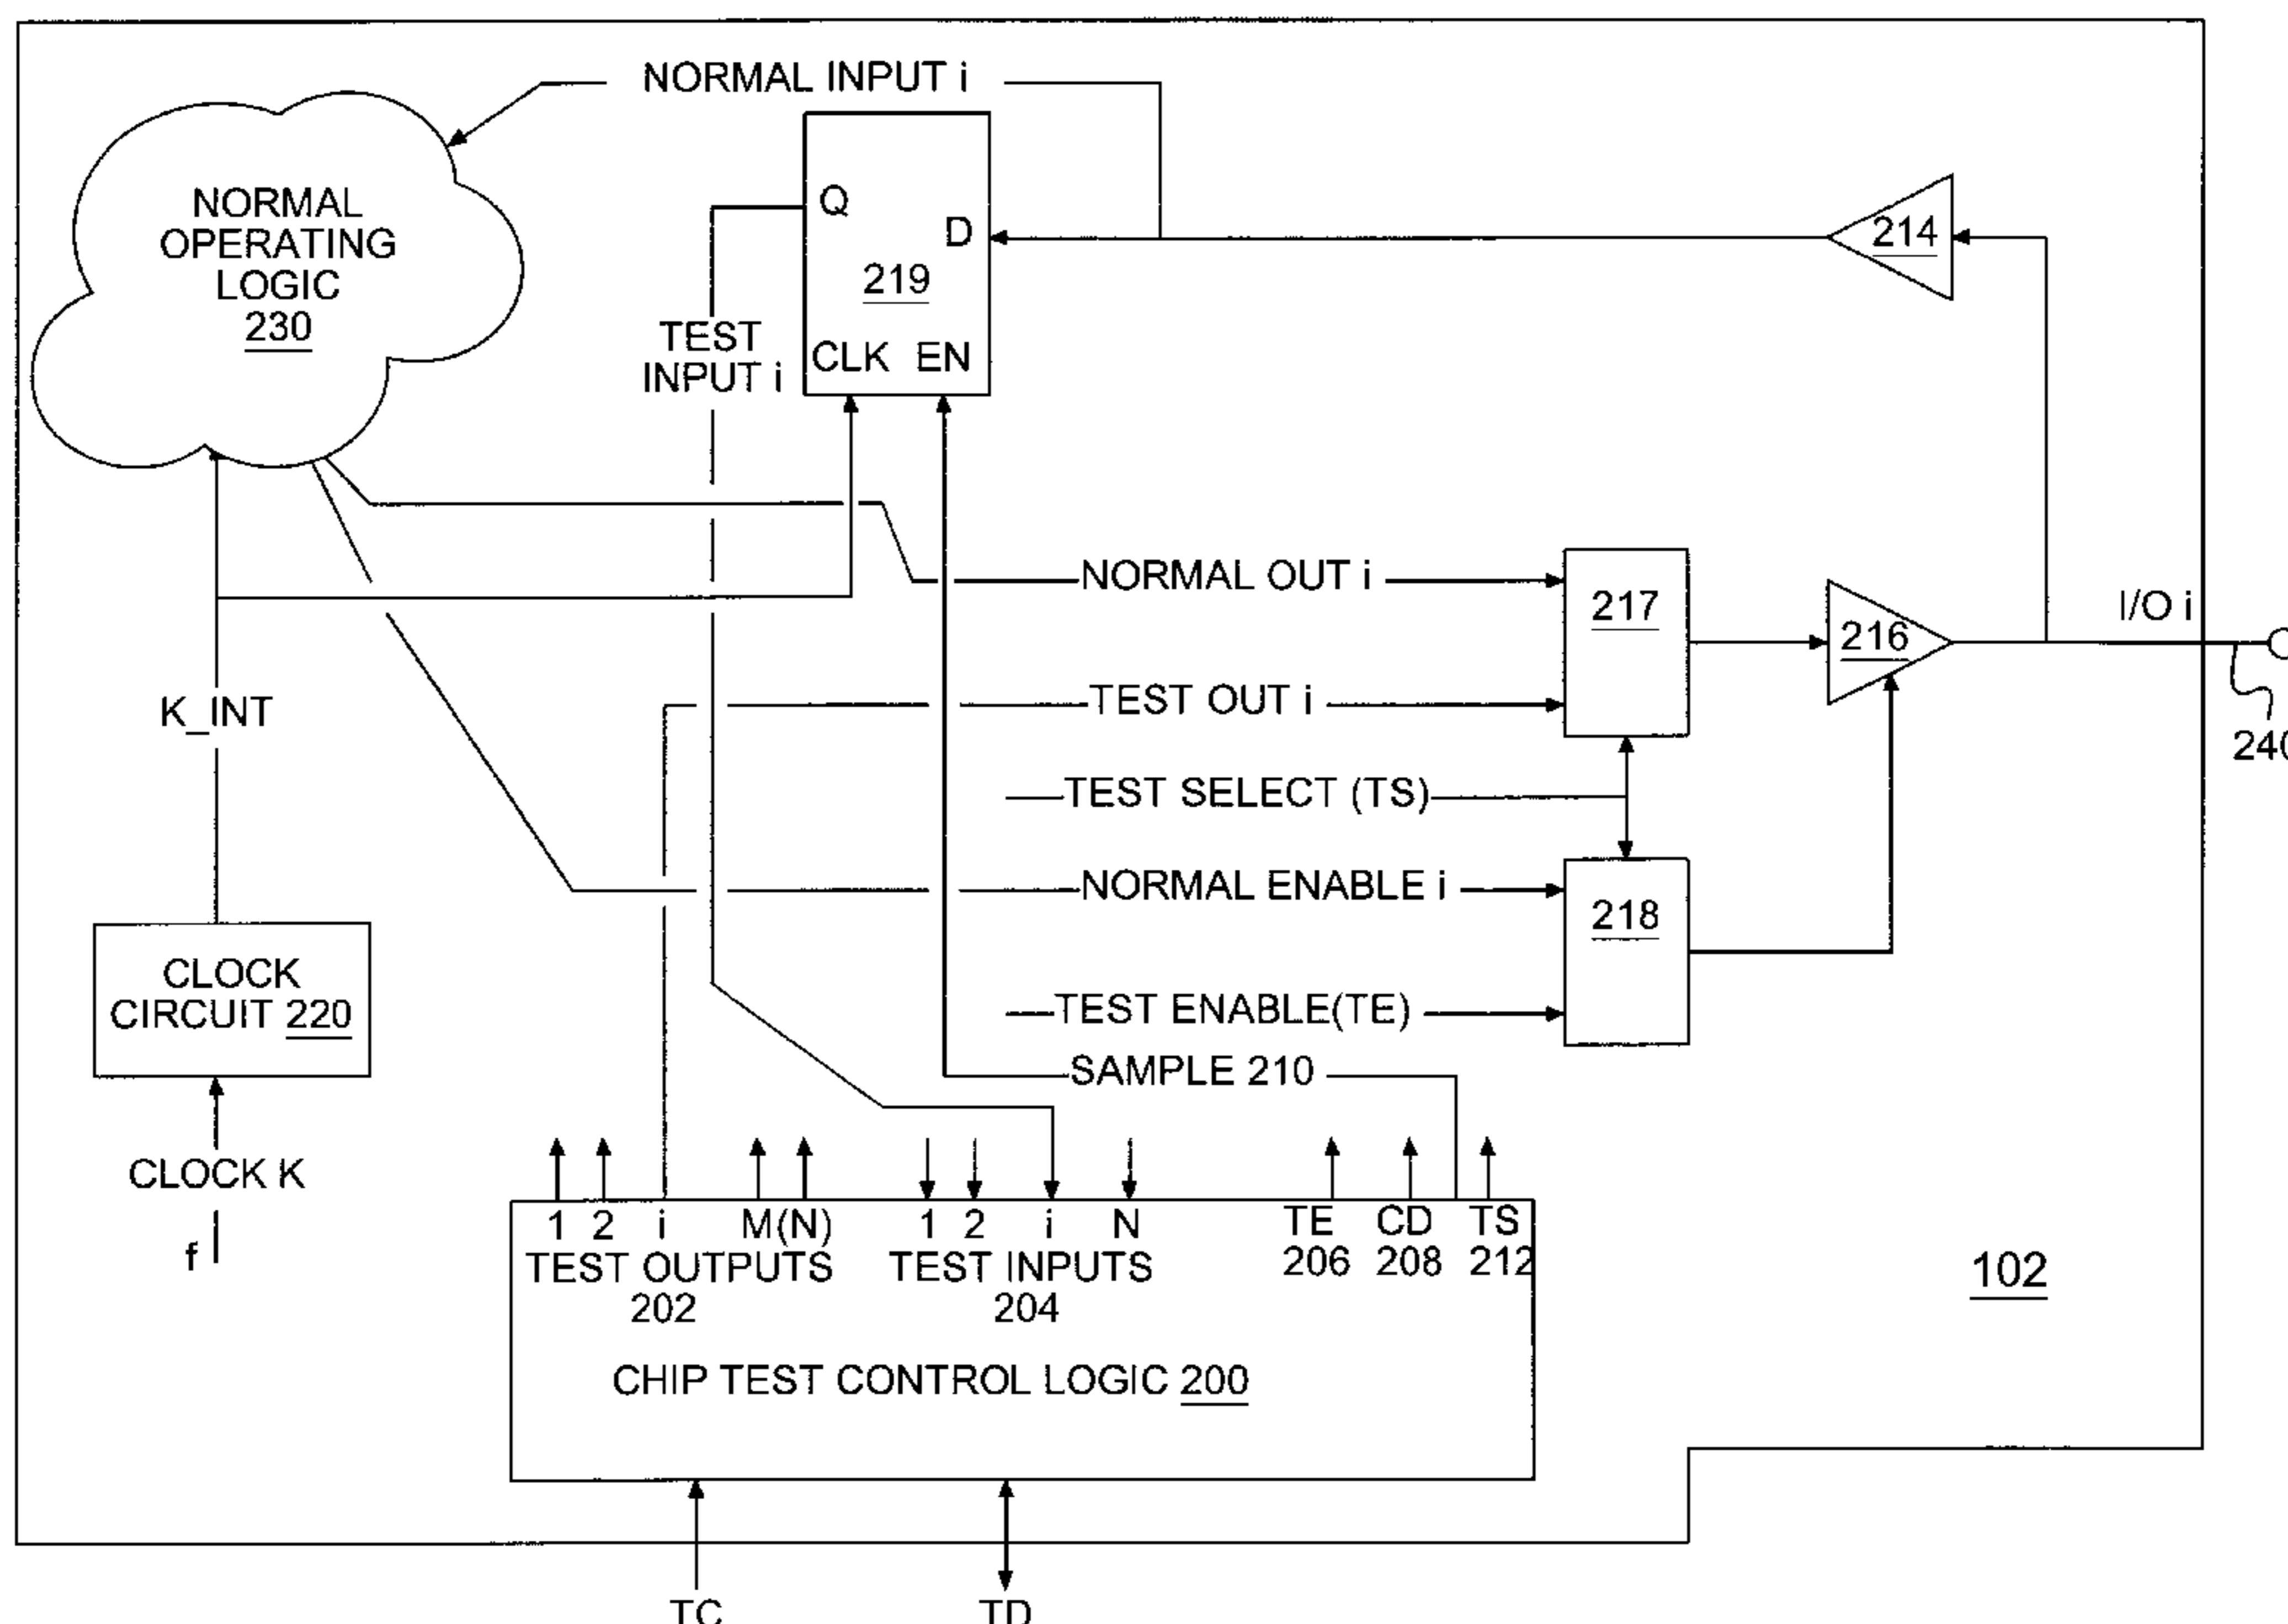 NORMAL INPUT i
NORMAL
OPERATING
LOGIC
230
Q
D
219
CLK EN
214
TEST
INPUT i
NORMAL OUT i
217
216
I/O i
240
TEST OUT i
K_INT
TEST SELECT (TS)
NORMAL ENABLE i
218
CLOCK
CIRCUIT 220
TEST ENABLE(TE)
SAMPLE 210
CLOCK K
f
1 2 i M(N)
TEST OUTPUTS
202
1 2 i N
TEST INPUTS
204
TE
206
CD
208
TS
212
102
CHIP TEST CONTROL LOGIC 200
TC
TD